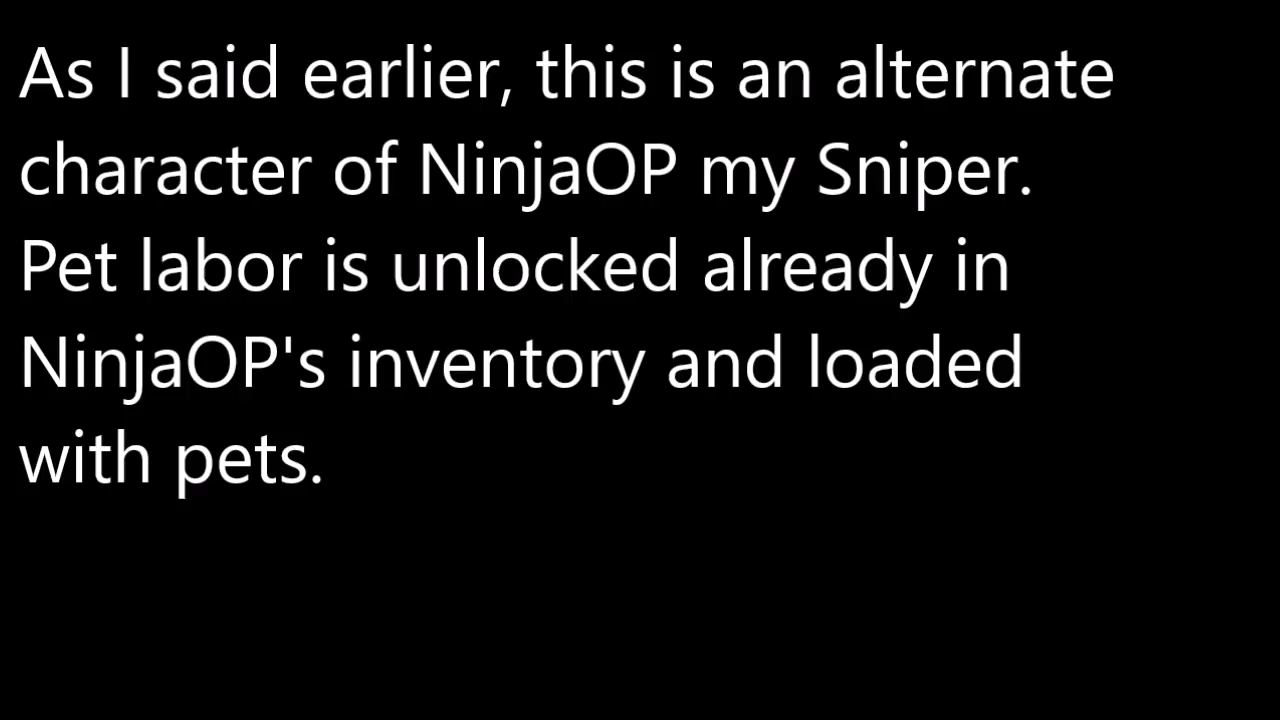 As I said earlier, this is an alternate
character of NinjaOP my Sniper.
Pet labor is unlocked already in
NinjaOP's inventory and loaded
with pets.